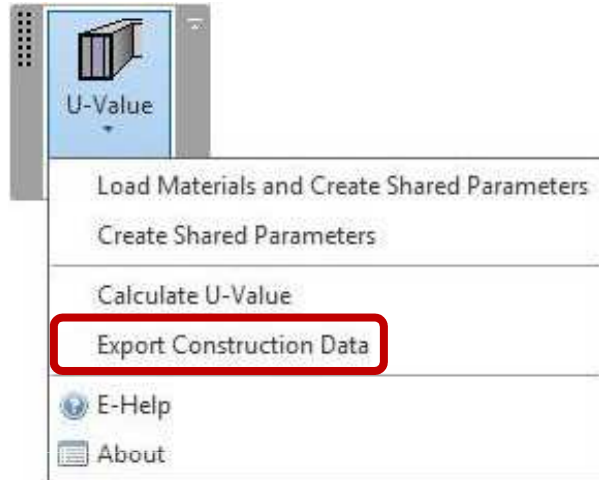 U-Value
Load Materials and Create Shared Parameters
Create Shared Parameters
Calculate U-Value
Export Construction Data
E-Help
About